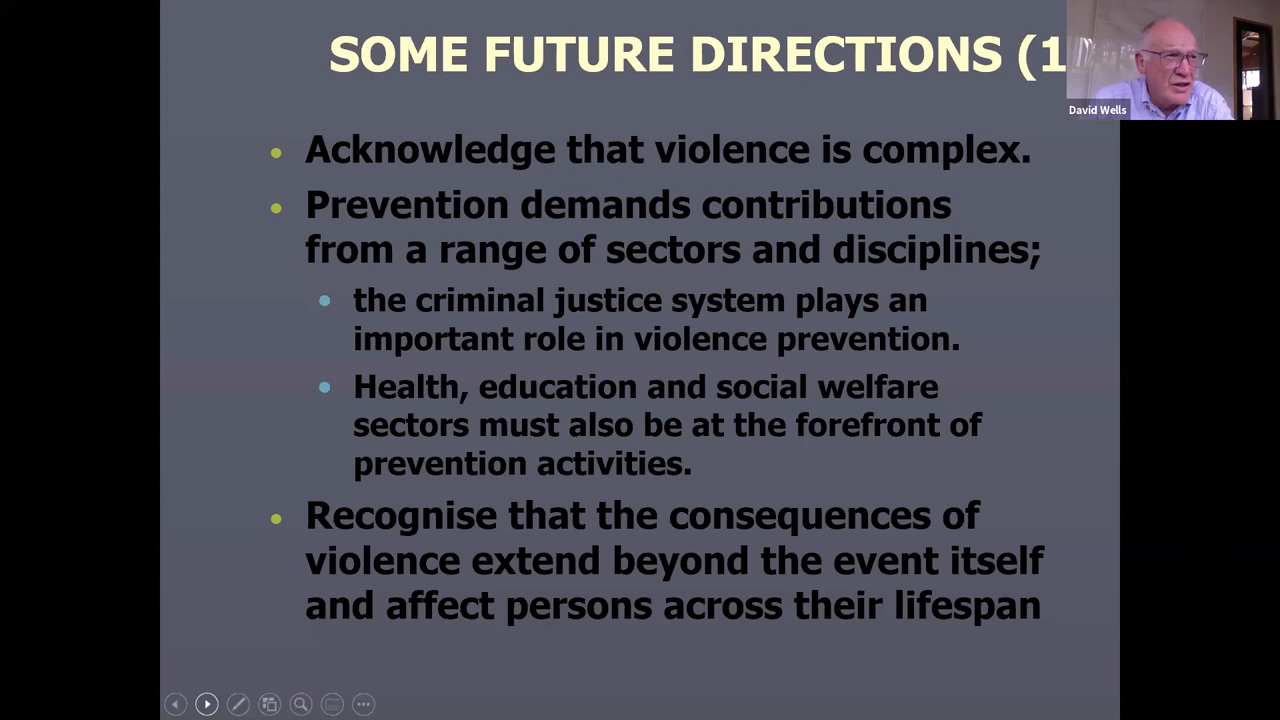 SOME FUTURE DIRECTIONS (1
David Wells
• Acknowledge that violence is complex.
• Prevention demands contributions
from a range of sectors and disciplines;
• the criminal justice system plays an
important role in violence prevention.
• Health, education and social welfare
sectors must also be at the forefront of
prevention activities.
• Recognise that the consequences of
violence extend beyond the event itself
and affect persons across their lifespan